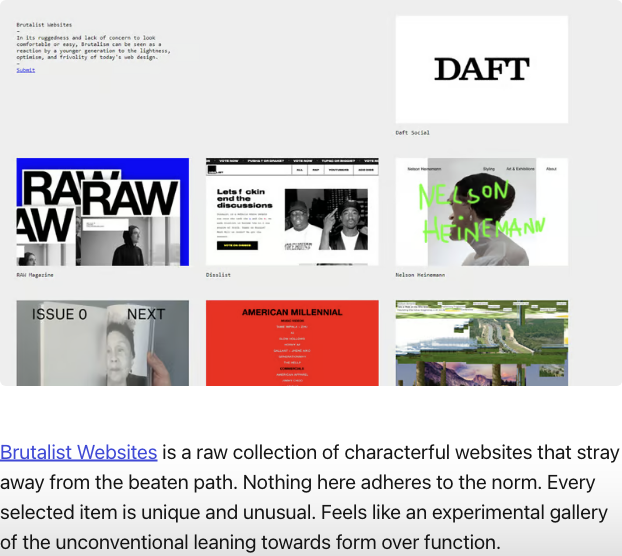 Brutalist Websites
—
In its ruggedness and lack of concern to look
comfortable or easy, Brutalism can be seen as a
reaction by a younger generation to the lightness,
optimism, and frivolity of today's web design.
—
Submit
DAFT
Daft Social
RAW
RAW
AW
RAW Magazine
Lets f ckin
end the
discussions
Disslist
Nelson Heinemann
Styling
Art & Exhibitions
About
NELSON
HEINEMANN
Nelson Heinemann
ISSUE 0 NEXT
AMERICAN MILLENNIAL
Brutalist Websites is a raw collection of characterful websites that stray
away from the beaten path. Nothing here adheres to the norm. Every
selected item is unique and unusual. Feels like an experimental gallery
of the unconventional leaning towards form over function.